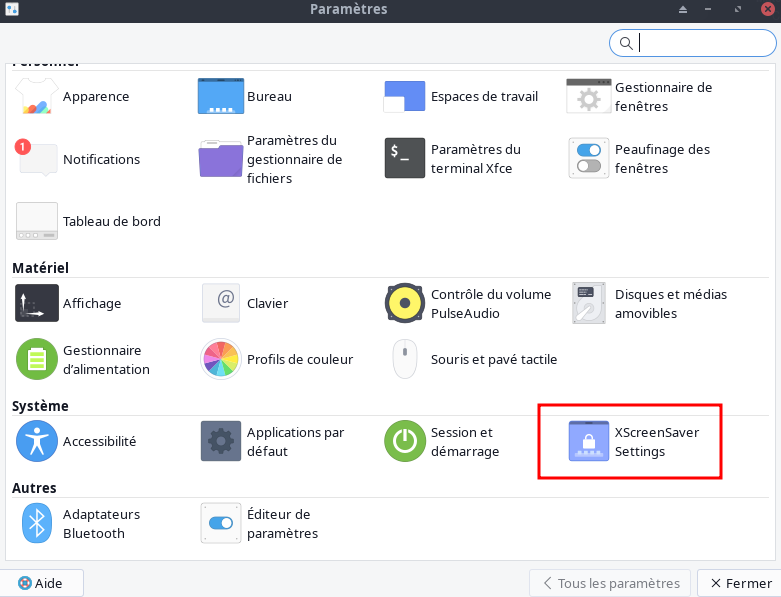 Paramètres
Personnel
Apparence
Bureau
Espaces de travail
Gestionnaire de
fenêtres
1
Notifications
Paramètres du
gestionnaire de
fichiers
$_
Paramètres du
terminal Xfce
Peaufinage des
fenêtres
Tableau de bord
Matériel
Affichage
@
Clavier
Contrôle du volume
PulseAudio
Disques et médias
amovibles
Gestionnaire
d’alimentation
Profils de couleur
Souris et pavé tactile
Système
Accessibilité
Applications par
défaut
Session et
démarrage
XScreenSaver
Settings
Autres
Adaptateurs
Bluetooth
Éditeur de
paramètres
Aide
Tous les paramètres
Fermer